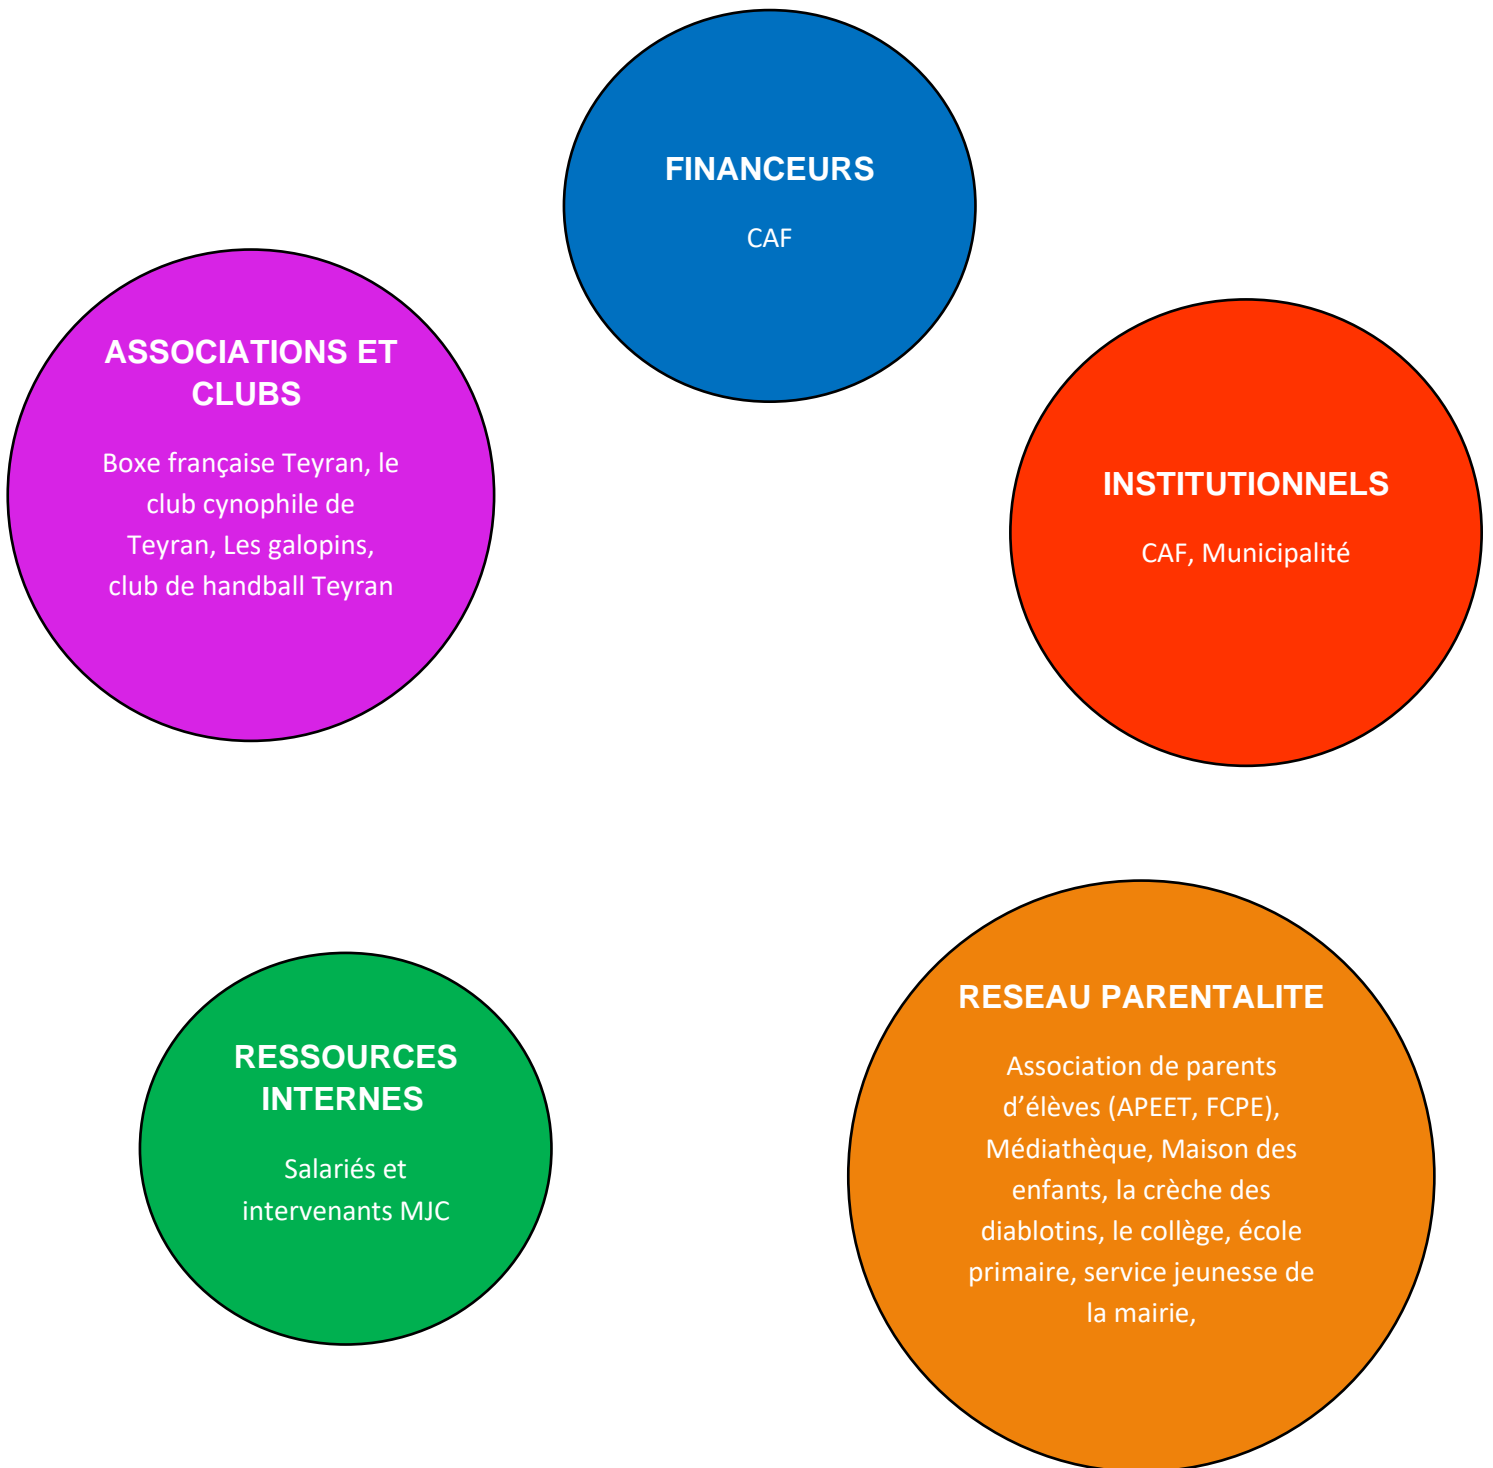 FINANCEURS
CAF
ASSOCIATIONS ET
CLUBS
Boxe française Teyran, le
club cynophile de
Teyran, Les galopins,
club de handball Teyran
INSTITUTIONNELS
CAF, Municipalité
RESSOURCES
INTERNES
Salariés et
intervenants MJC
RESEAU PARENTALITE
Association de parents
d’élèves (APEET, FCPE),
Médiathèque, Maison des
enfants, la crèche des
diablotins, le collège, école
primaire, service jeunesse de
la mairie,